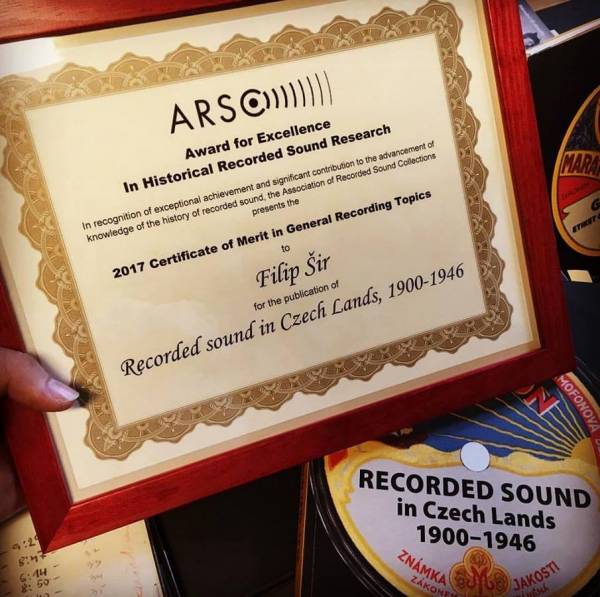 ARSC
Award for Excellence
In Historical Recorded Sound Research
In recognition of exceptional achievement and significant contribution to the advancement of
knowledge of the history of recorded sound, the Association of Recorded Sound Collections
presents the
2017 Certificate of Merit in General Recording Topics
to
Filip Šír
for the publication of
Recorded sound in Czech Lands, 1900-1946
RECORDED SOUND
in Czech Lands
1900–1946
ZNÁMKA JAKOSTI